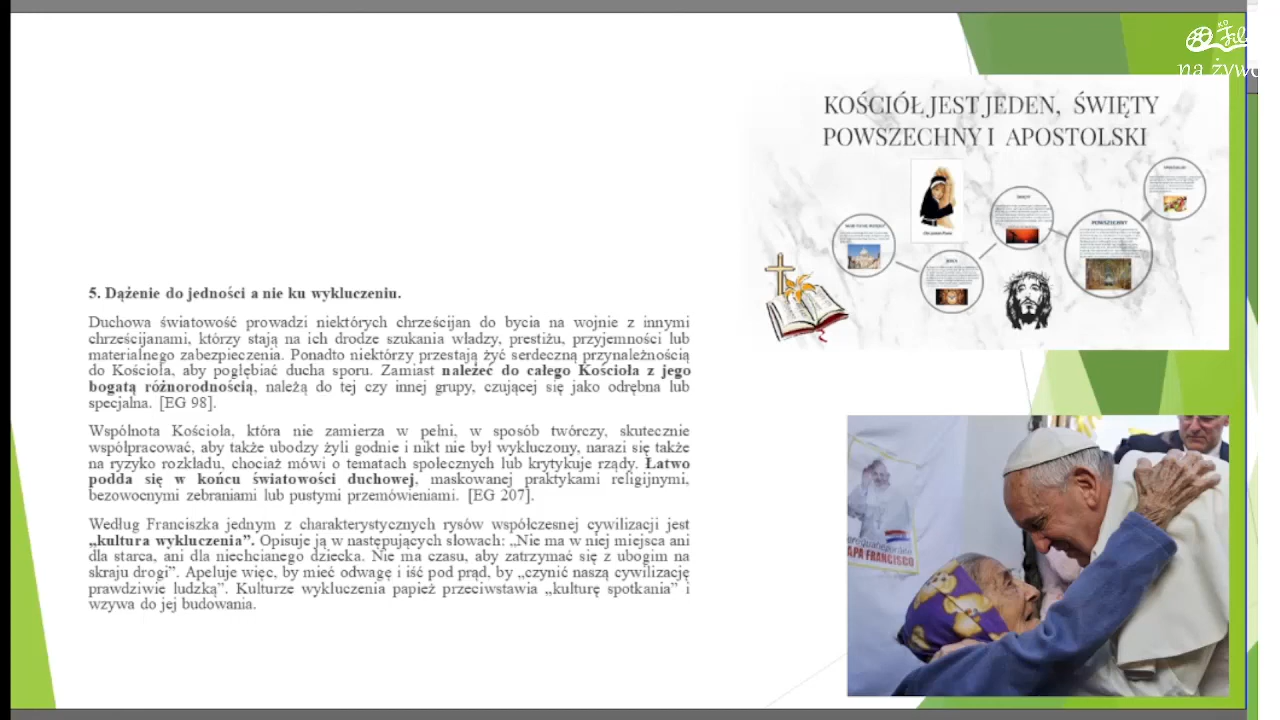 na żywo
KOŚCIÓŁ JEST JEDEN, ŚWIĘTY
POWSZECHNY I APOSTOLSKI
ŚWIĘTY
POWSZECHNY
5. Dążenie do jedności a nie ku wykluczeniu.
Duchowa światowość prowadzi niektórych chrześcijan do bycia na wojnie z innymi
chrześcijanami, którzy stają na ich drodze szukania władzy, prestiżu, przyjemności lub
materialnego zabezpieczenia. Ponadto niektórzy przestają żyć serdeczną przynależnością
do Kościoła, aby pogłębiać ducha sporu. Zamiast należeć do całego Kościoła z jego
bogatą różnorodnością, należą do tej czy innej grupy, czującej się jako odrębna lub
specjalna. [EG 98].
Wspólnota Kościoła, która nie zamierza w pełni, w sposób twórczy, skutecznie
współpracować, aby także ubodzy żyli godnie i nikt nie był wykluczony, narazi się także
na ryzyko rozkładu, chociaż mówi o tematach społecznych lub krytykuje rządy. Łatwo
podda się w końcu światowości duchowej, maskowanej praktykami religijnymi,
bezowocnymi zebraniami lub pustymi przemówieniami. [EG 207].
Według Franciszka jednym z charakterystycznych rysów współczesnej cywilizacji jest
„kultura wykluczenia”. Opisuje ją w następujących słowach: „Nie ma w niej miejsca ani
dla starca, ani dla niechcianego dziecka. Nie ma czasu, aby zatrzymać się z ubogim na
skraju drogi”. Apeluje więc, by mieć odwagę i iść pod prąd, by „czynić naszą cywilizację
prawdziwie ludzką”. Kulturze wykluczenia papież przeciwstawia „kulturę spotkania” i
wzywa do jej budowania.
APA FRANCISCO